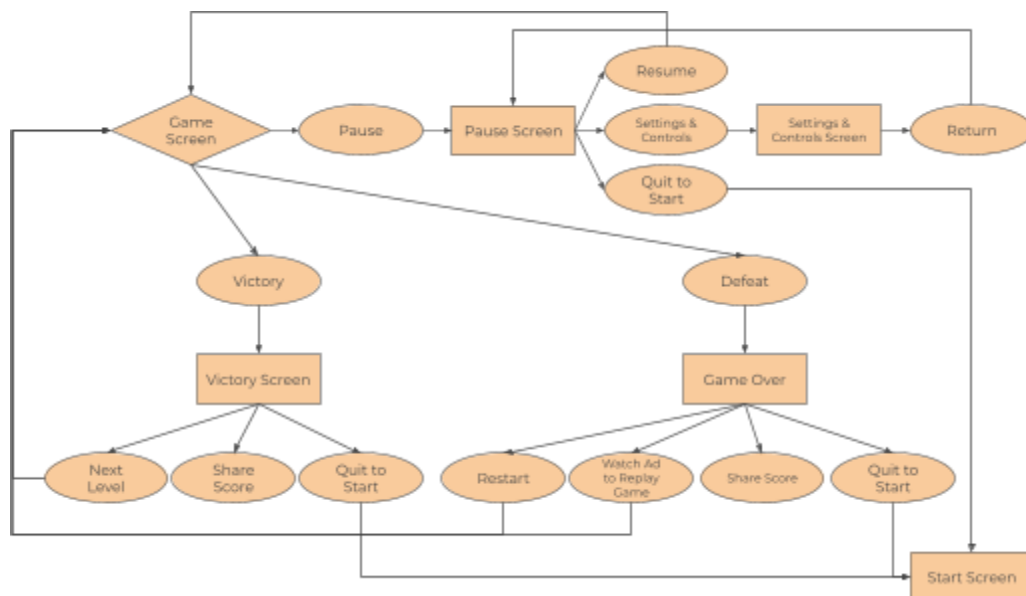 Resume
Game
Screen
Pause
Pause Screen
Settings &
Controls
Settings &
Controls Screen
Return
Quit to
Start
Victory
Defeat
Victory Screen
Game Over
Next
Level
Share
Score
Quit to
Start
Restart
Watch Ad
to Replay
Game
Share Score
Quit to
Start
Start Screen